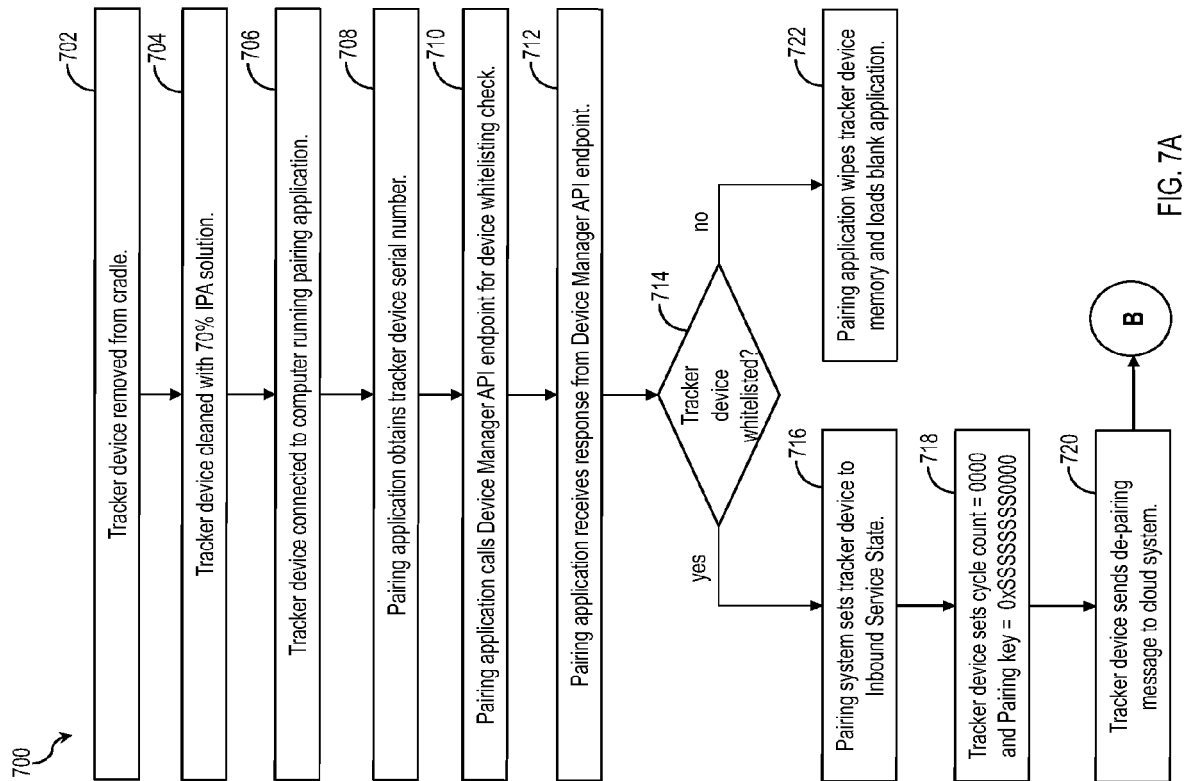 700
702
Tracker device removed from cradle.
704
Tracker device cleaned with 70% IPA solution.
706
Tracker device connected to computer running pairing application.
708
Pairing application obtains tracker device serial number.
710
Pairing application calls Device Manager API endpoint for device whitelisting check.
712
Pairing application receives response from Device Manager API endpoint.
714
Tracker
device
whitelisted?
yes
no
716
Pairing system sets tracker device to
Inbound Service State.
718
Tracker device sets cycle count = 0000
and Pairing key = 0xSSSSSSSS0000
720
Tracker device sends de-pairing
message to cloud system.
722
Pairing application wipes tracker device
memory and loads blank application.
B
FIG. 7A